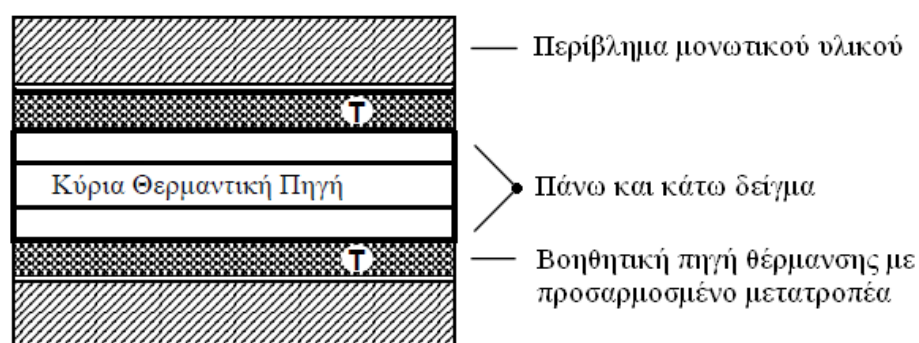 Περίβλημα μονωτικού υλικού
T
Κύρια Θερμαντική Πηγή
Πάνω και κάτω δείγμα
T
Βοηθητική πηγή θέρμανσης με
προσαρμοσμένο μετατροπέα